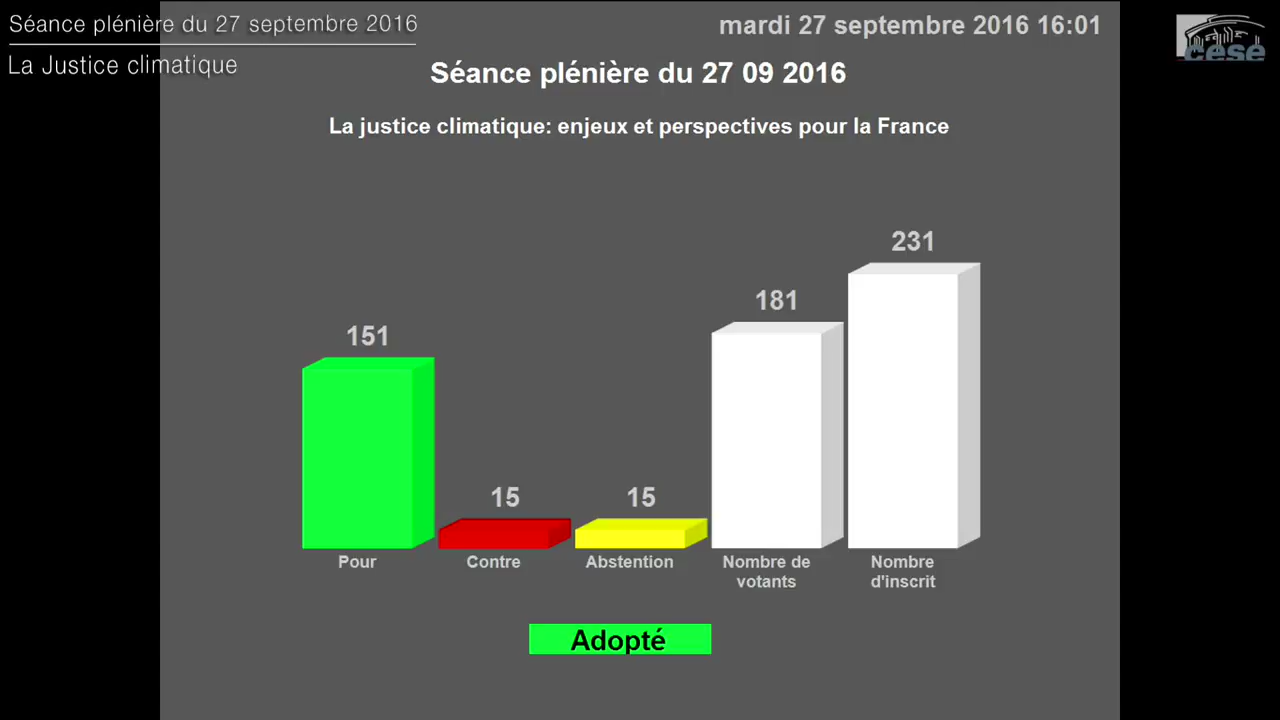 Séance plénière du 27 septembre 2016
La Justice climatique
mardi 27 septembre 2016 16:01
cese
Séance plénière du 27 09 2016
La justice climatique: enjeux et perspectives pour la France
151
15
15
181
231
Pour
Contre
Abstention
Nombre de
votants
Nombre
d'inscrit
Adopté